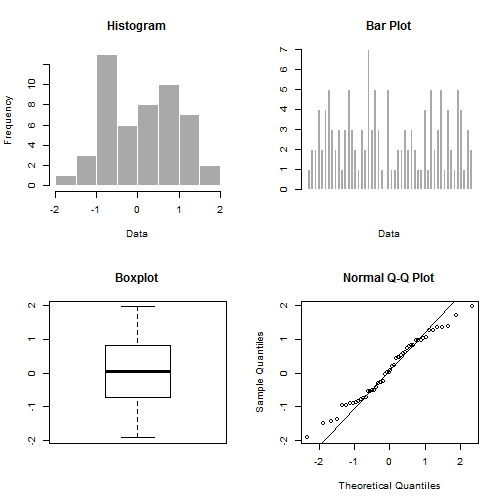 Histogram
Frequency
0 2 4 6 8 10
-2 -1 0 1 2
Data
Bar Plot
0 1 2 3 4 5 6 7
Data
Boxplot
-2 -1 0 1 2
Normal Q-Q Plot
Sample Quantiles
-2 -1 0 1 2
-2 -1 0 1 2
Theoretical Quantiles